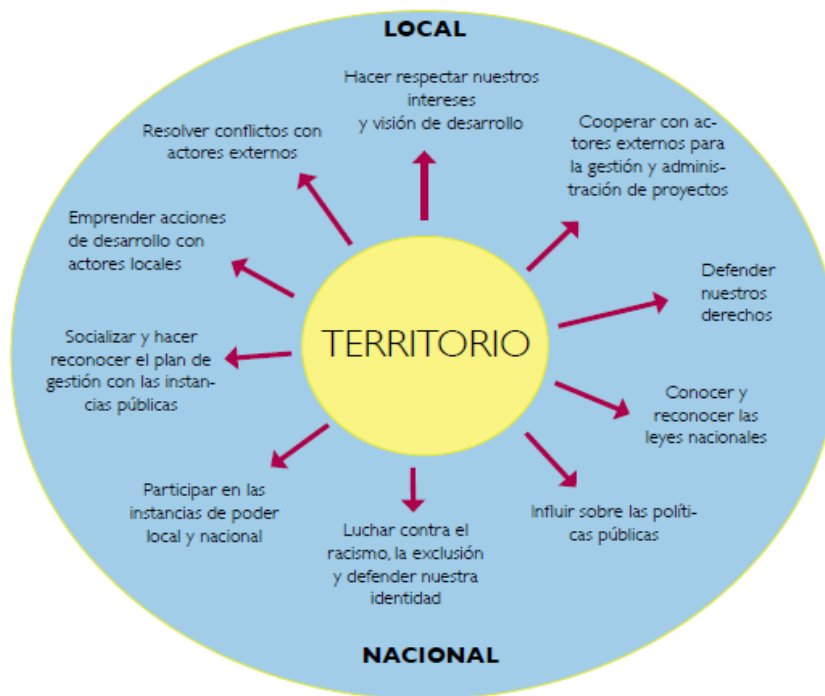 LOCAL
Hacer respectar nuestros
intereses
y visión de desarrollo
Cooperar con ac-
tores externos para
la gestión y adminis-
tración de proyectos
Defender
nuestros
derechos
Conocer y
reconocer las
leyes nacionales
Influir sobre las políti-
cas públicas
Luchar contra el
racismo, la exclusión
y defender nuestra
identidad
Participar en las
instancias de poder
local y nacional
Socializar y hacer
reconocer el plan de
gestión con las instan-
cias públicas
Emprender acciones
de desarrollo con
actores locales
Resolver conflictos con
actores externos
TERRITORIO
NACIONAL